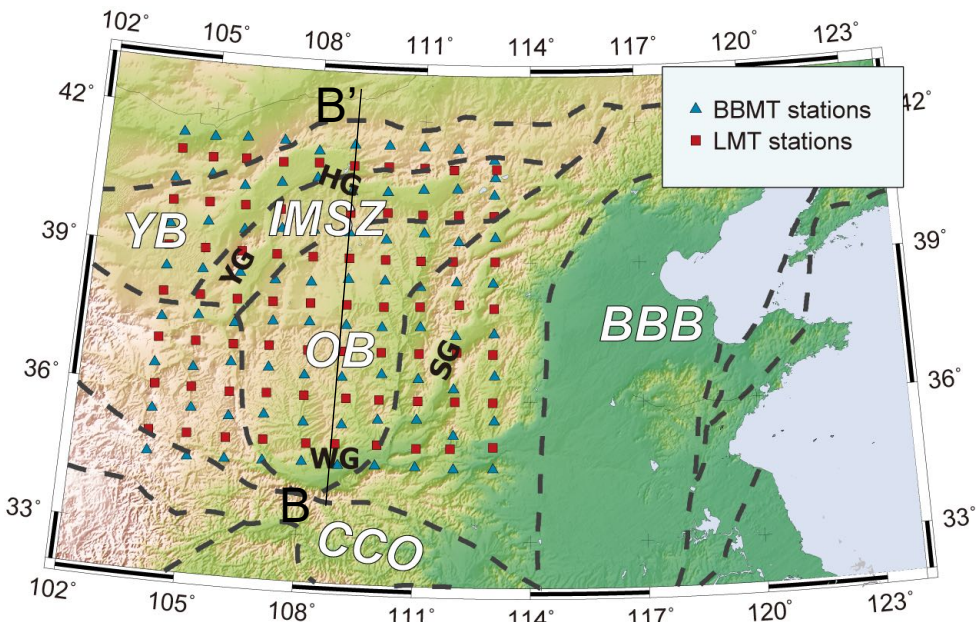 102° 105° 108° 111° 114° 117° 120° 123°
42° 42°
BBMT stations
LMT stations
B’
HG
YB IMSZ
39° 39°
YG
BBB
OB
SG
36° 36°
WG
B
33° 33°
CCO
102° 105° 108° 111° 114° 117° 120° 123°